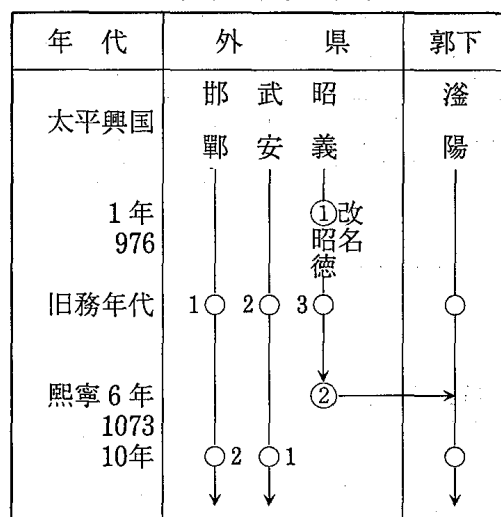 年代 外県 郭下
太平興国 邯鄲 武安 昭義 滏陽
1年 ①改名
976 昭徳
旧務年代 1○ 2○ 3○ ○
熙寧6年 ②
1073
10年 ○2 ○1 ○